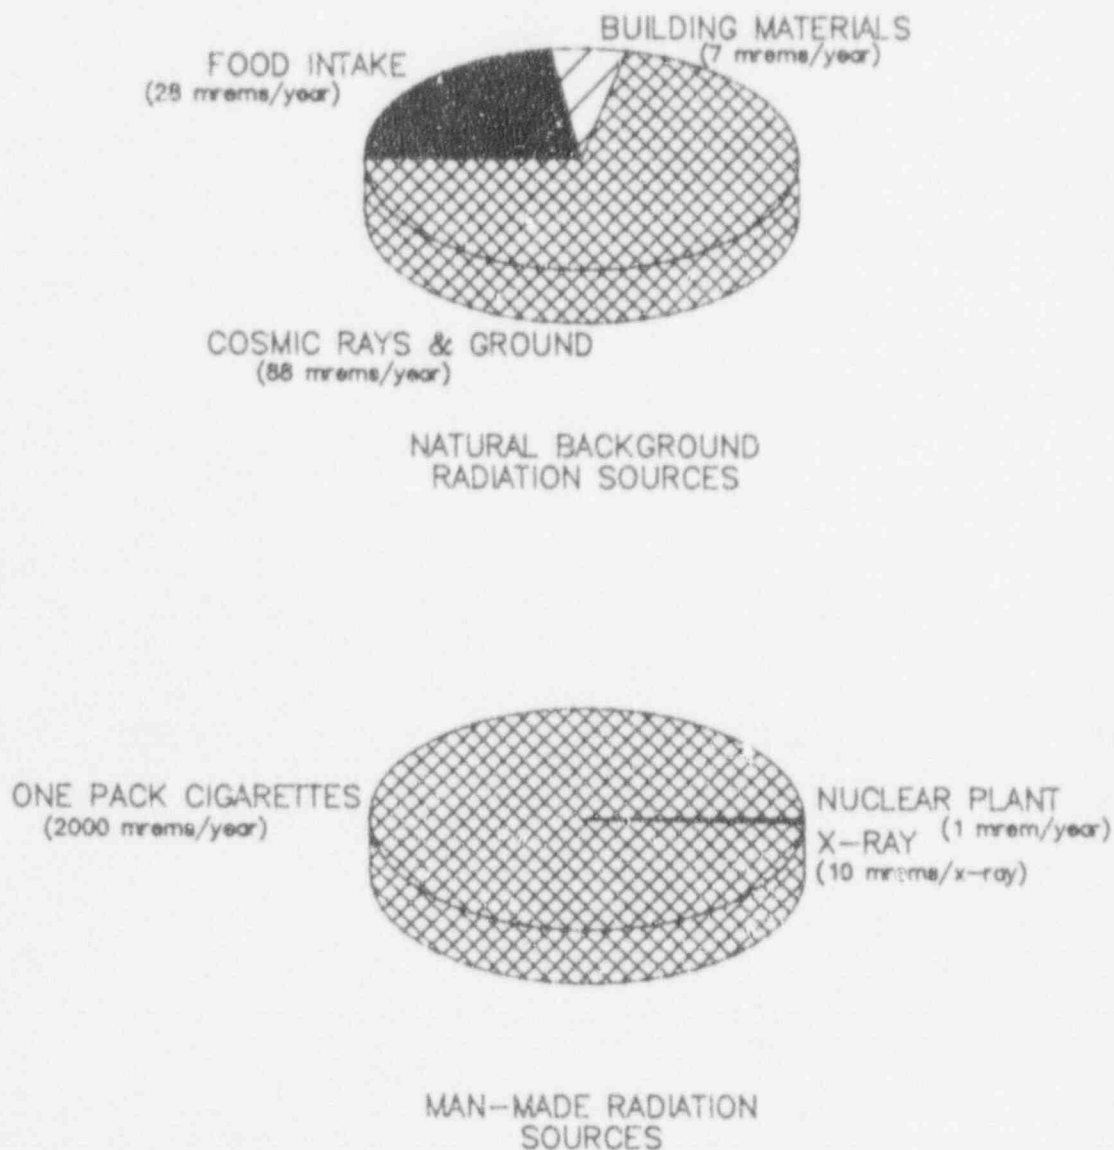 BUILDING MATERIALS
(7 mrems/year)
FOOD INTAKE
(28 mrems/year)
COSMIC RAYS & GROUND
(88 mrems/year)
NATURAL BACKGROUND
RADIATION SOURCES
ONE PACK CIGARETTES
(2000 mrems/year)
NUCLEAR PLANT
(1 mrem/year)
X-RAY
(10 mrems/x-ray)
MAN-MADE RADIATION
SOURCES